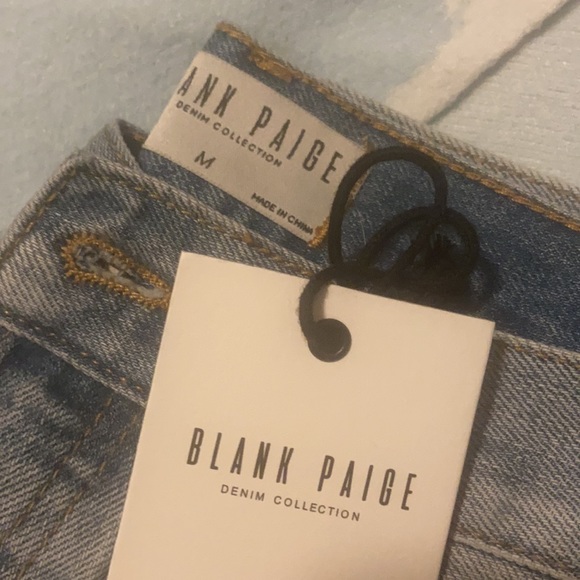 ANK PAIGE
DENIM COLLECTION
M
MADE IN CHINA
BLANK PAIGE
DENIM COLLECTION